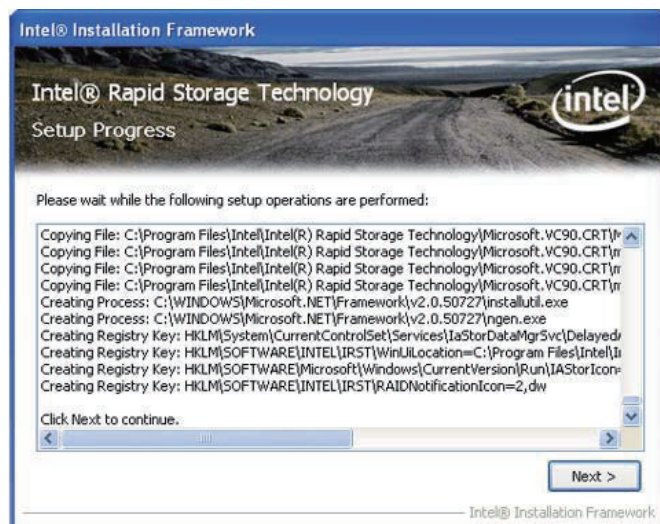 Intel® Installation Framework
Intel® Rapid Storage Technology
intel
Setup Progress
Please wait while the following setup operations are performed:
Copying File: C:\Program Files\Intel\Intel(R) Rapid Storage Technology\Microsoft.VC90.CRT\M
Copying File: C:\Program Files\Intel\Intel(R) Rapid Storage Technology\Microsoft.VC90.CRT\m
Copying File: C:\Program Files\Intel\Intel(R) Rapid Storage Technology\Microsoft.VC90.CRT\m
Copying File: C:\Program Files\Intel\Intel(R) Rapid Storage Technology\Microsoft.VC90.CRT\m
Creating Process: C:\WINDOWS\Microsoft.NET\Framework\v2.0.50727\installutil.exe
Creating Process: C:\WINDOWS\Microsoft.NET\Framework\v2.0.50727\ngen.exe
Creating Registry Key: HKLM\System\CurrentControlSet\Services\IaStorDataMgrSvc\DelayedA
Creating Registry Key: HKLM\SOFTWARE\INTEL\IRST\WinUiLocation=C:\Program Files\Intel\I
Creating Registry Key: HKLM\SOFTWARE\Microsoft\Windows\CurrentVersion\Run\IAStorIcon=
Creating Registry Key: HKLM\SOFTWARE\INTEL\IRST\RAIDNotificationIcon=2,dw
Click Next to continue.
Next >
Intel® Installation Framework